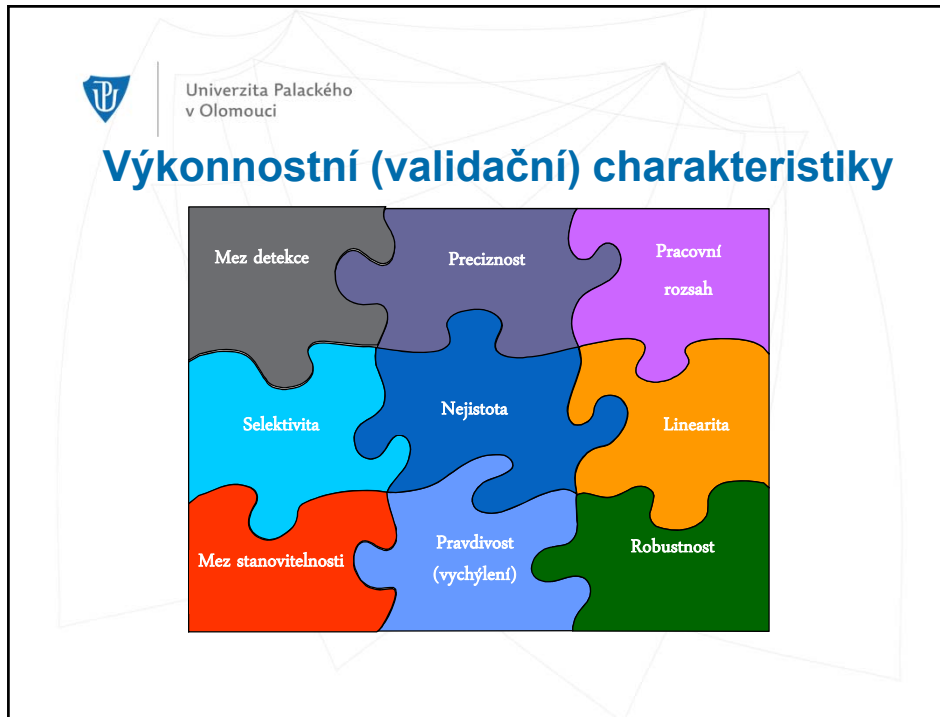 Univerzita Palackého
v Olomouci
Výkonnostní (validační) charakteristiky
Mez detekce
Preciznost
Pracovní
rozsah
Selektivita
Nejistota
Linearita
Mez stanovitelnosti
Pravdivost
(vychýlení)
Robustnost